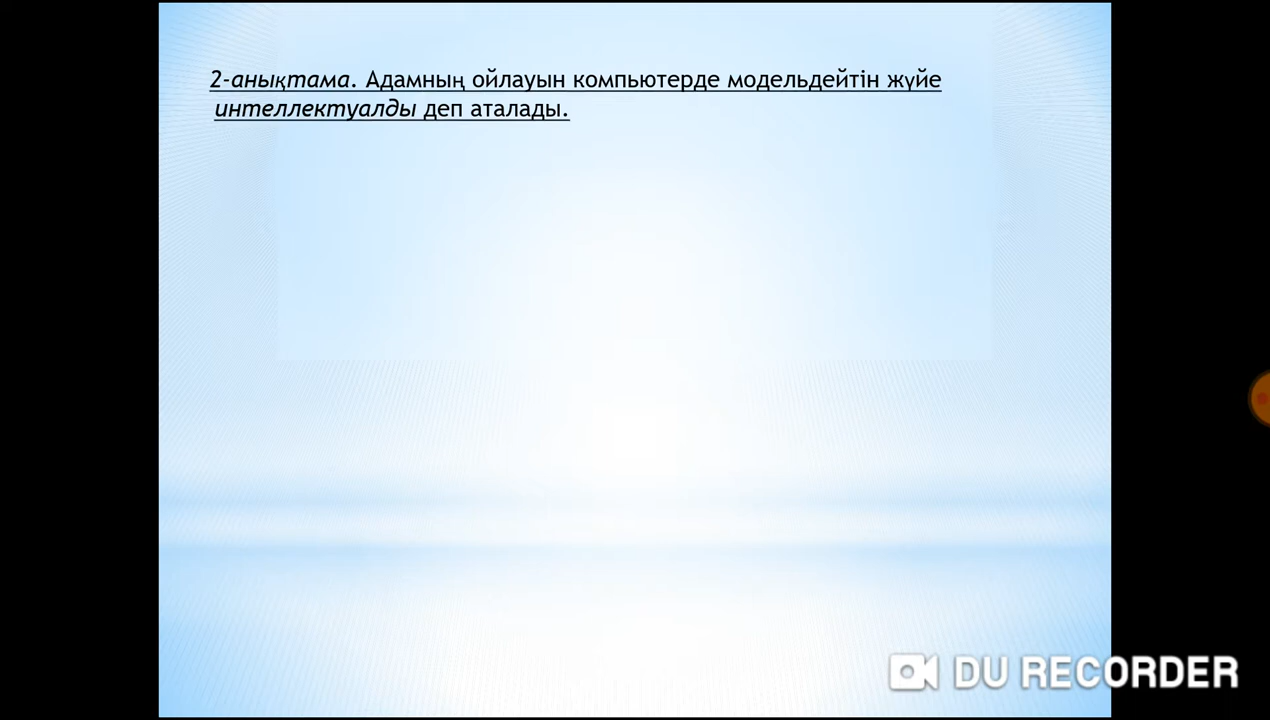 2-анықтама. Адамның ойлауын компьютерде модельдейтін жүйе
интеллектуалды деп аталады.
DU RECORDER